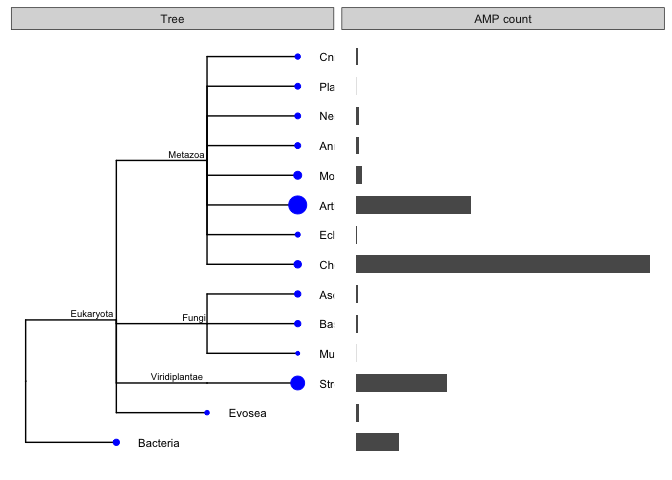 Tree
AMP count
Cn
Pla
Ne
An
Metazoa
Mo
Art
Ecl
Ch
Asc
Eukaryota
Fungi
Ba
Mu
Viridiplantae
Str
Evosea
Bacteria